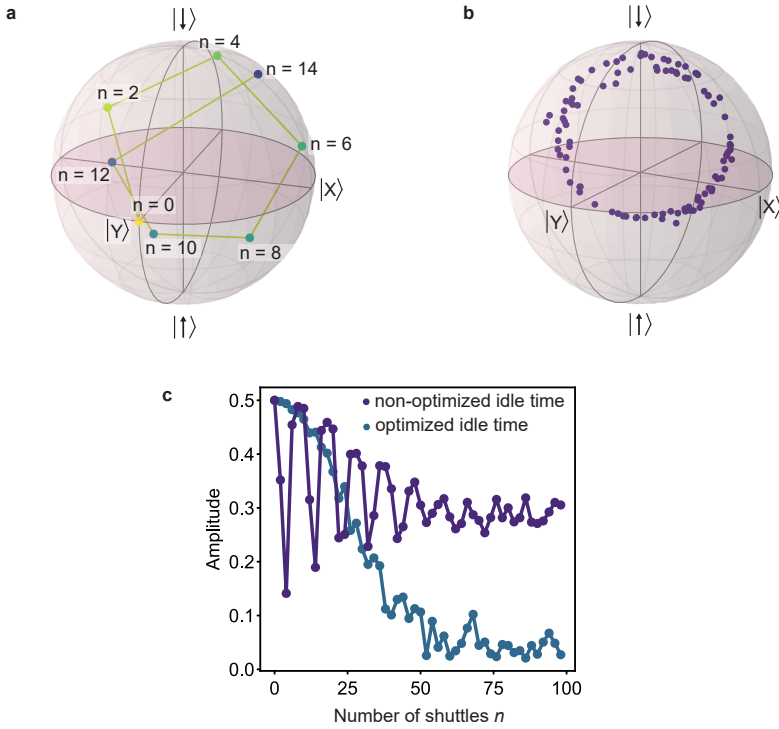 a
|↓⟩
n = 4
n = 14
n = 2
n = 6
n = 12
|X⟩
n = 0
|Y⟩
n = 10
n = 8
|↑⟩
b
|↓⟩
|Y⟩
|X⟩
|↑⟩
c
non-optimized idle time
optimized idle time
Amplitude
0.5
0.4
0.3
0.2
0.1
0.0
0 25 50 75 100
Number of shuttles n